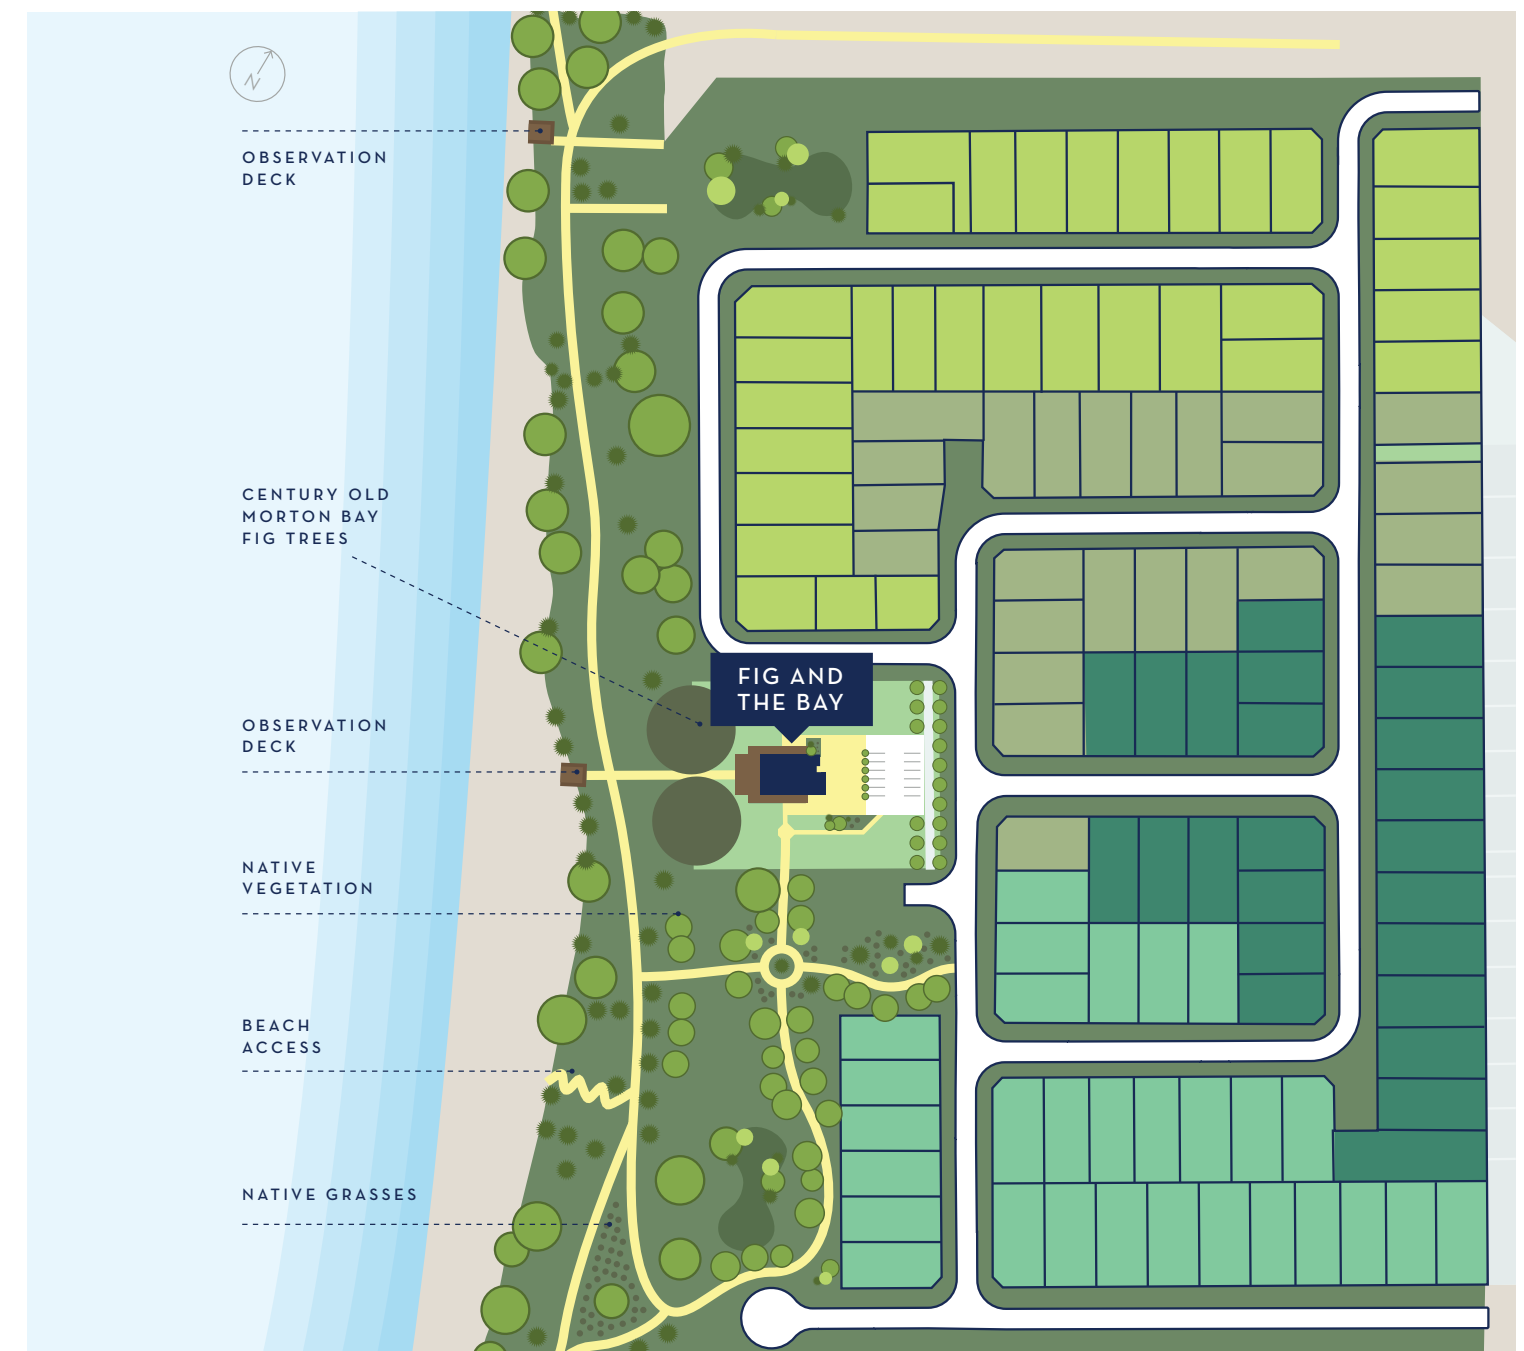 N
OBSERVATION
DECK
CENTURY OLD
MORTON BAY
FIG TREES
FIG AND
THE BAY
OBSERVATION
DECK
NATIVE
VEGETATION
BEACH
ACCESS
NATIVE GRASSES